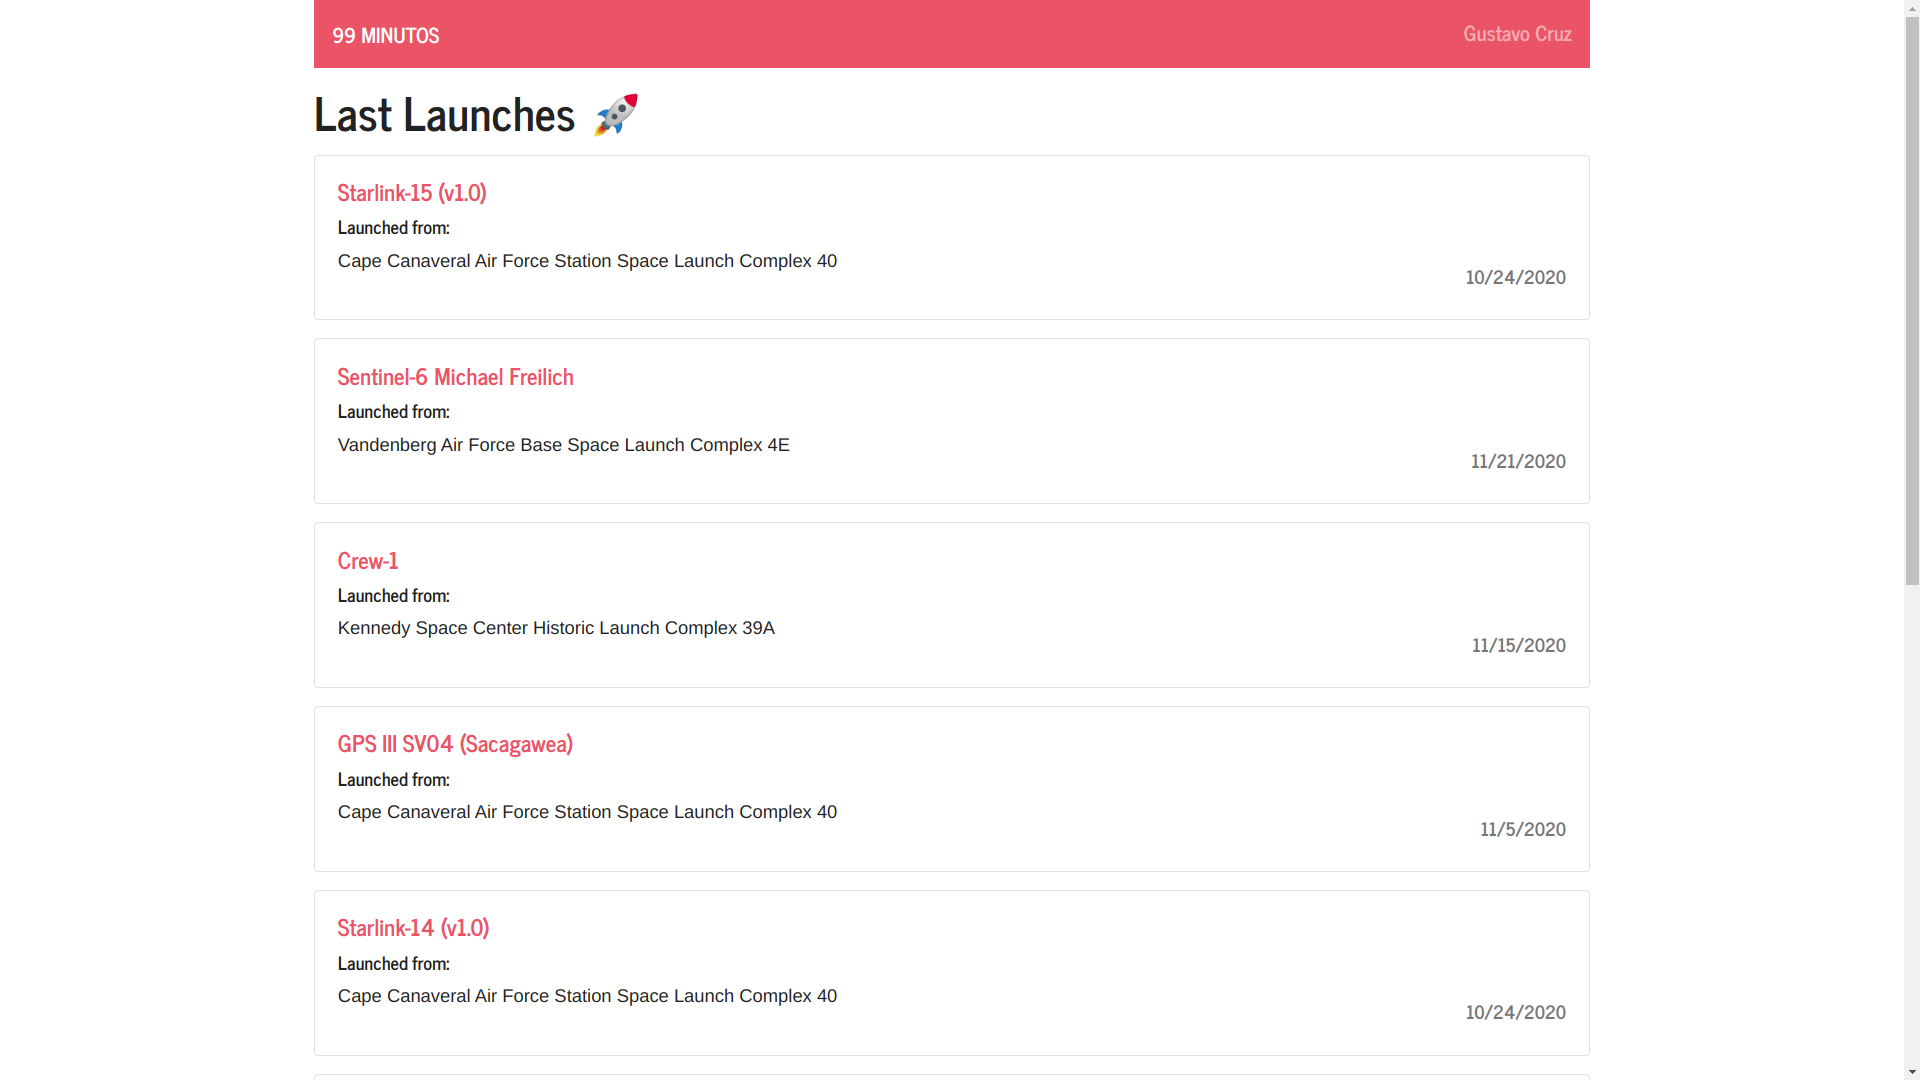 99 MINUTOS
Gustavo Cruz
Last Launches 🚀
Starlink-15 (v1.0)
Launched from:
Cape Canaveral Air Force Station Space Launch Complex 40
10/24/2020
Sentinel-6 Michael Freilich
Launched from:
Vandenberg Air Force Base Space Launch Complex 4E
11/21/2020
Crew-1
Launched from:
Kennedy Space Center Historic Launch Complex 39A
11/15/2020
GPS III SV04 (Sacagawea)
Launched from:
Cape Canaveral Air Force Station Space Launch Complex 40
11/5/2020
Starlink-14 (v1.0)
Launched from:
Cape Canaveral Air Force Station Space Launch Complex 40
10/24/2020